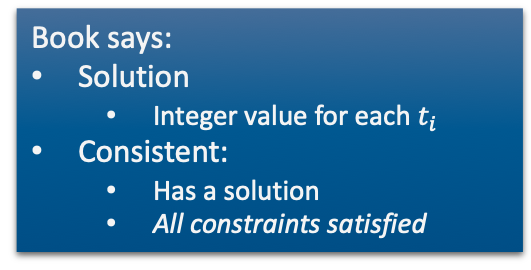 Book says:
• Solution
• Integer value for each tᵢ
• Consistent:
• Has a solution
• All constraints satisfied